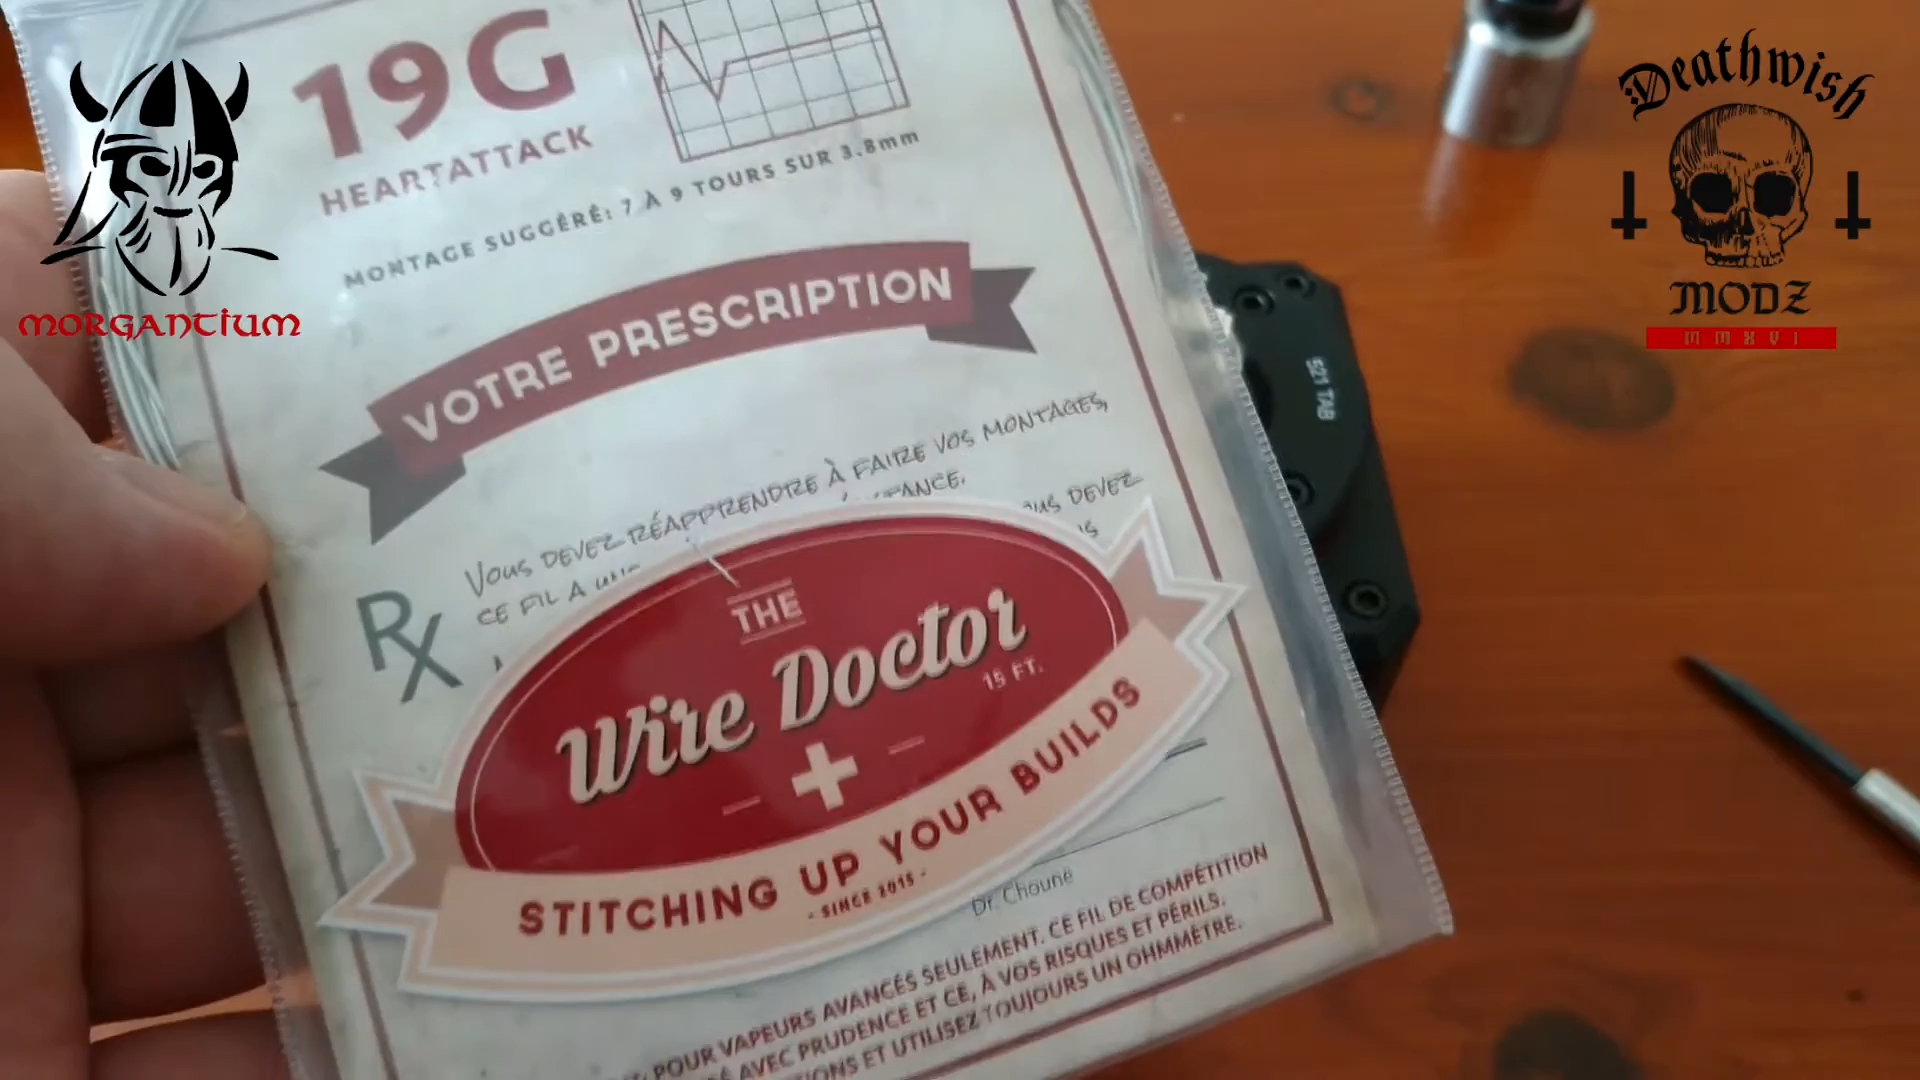 19G
HEARTATTACK
MONTAGE SUGGÉRÉ: 7 À 9 TOURS SUR 3.8mm
VOTRE PRESCRIPTION
Rx
VOUS DEVEZ RÉAPPRENDRE À FAIRE VOS MONTAGES,
CE FIL A
DEVEZ
THE
Wire Doctor
15 FT.
STITCHING UP YOUR BUILDS
- SINCE 2015 -
Dr. Choune
POUR VAPEURS AVANCÉS SEULEMENT. CE FIL DE COMPÉTITION
AVEC PRUDENCE ET CE, À VOS RISQUES ET PÉRILS.
ET UTILISEZ TOUJOURS UN OHMMÈTRE.
521 TAB
MORGANTIUM
Deathwish
MODZ
MMXVI